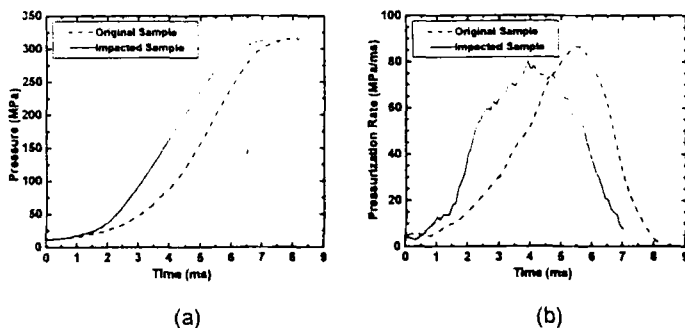 350
300
250
200
150
100
50
0
Pressure (MPa)
Original Sample
Impacted Sample
0 1 2 3 4 5 6 7 8 9
Time (ms)
(a)
100
80
60
40
20
0
Pressurization Rate (MPa/ms)
Original Sample
Impacted Sample
0 1 2 3 4 5 6 7 8 9
Time (ms)
(b)